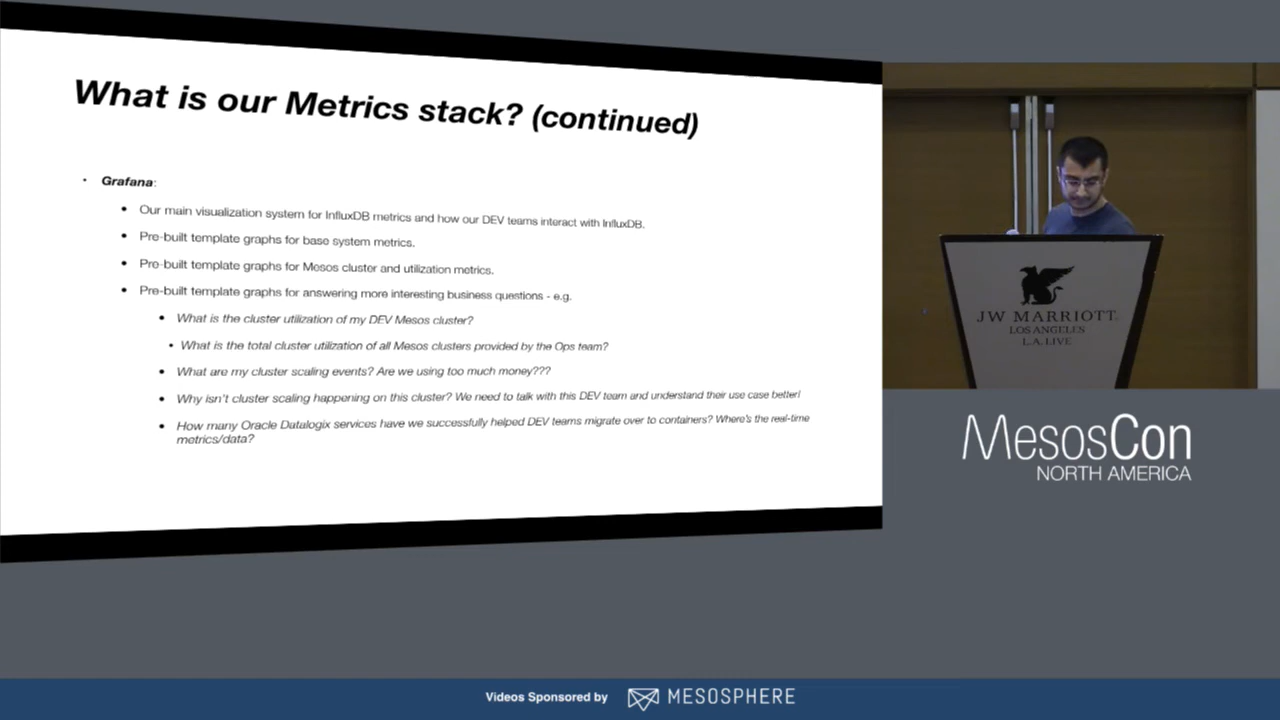 What is our Metrics stack? (continued)
• Grafana:
• Our main visualization system for InfluxDB metrics and how our DEV teams interact with InfluxDB.
• Pre-built template graphs for base system metrics.
• Pre-built template graphs for Mesos cluster and utilization metrics.
• Pre-built template graphs for answering more interesting business questions - e.g.
• What is the cluster utilization of my DEV Mesos cluster?
• What is the total cluster utilization of all Mesos clusters provided by the Ops team?
• What are my cluster scaling events? Are we using too much money???
• Why isn't cluster scaling happening on this cluster? We need to talk with this DEV team and understand their use case better!
• How many Oracle Datalogix services have we successfully helped DEV teams migrate over to containers? Where's the real-time
metrics/data?
JW MARRIOTT
LOS ANGELES
L.A. LIVE
MesosCon
NORTH AMERICA
Videos Sponsored by MESOSPHERE